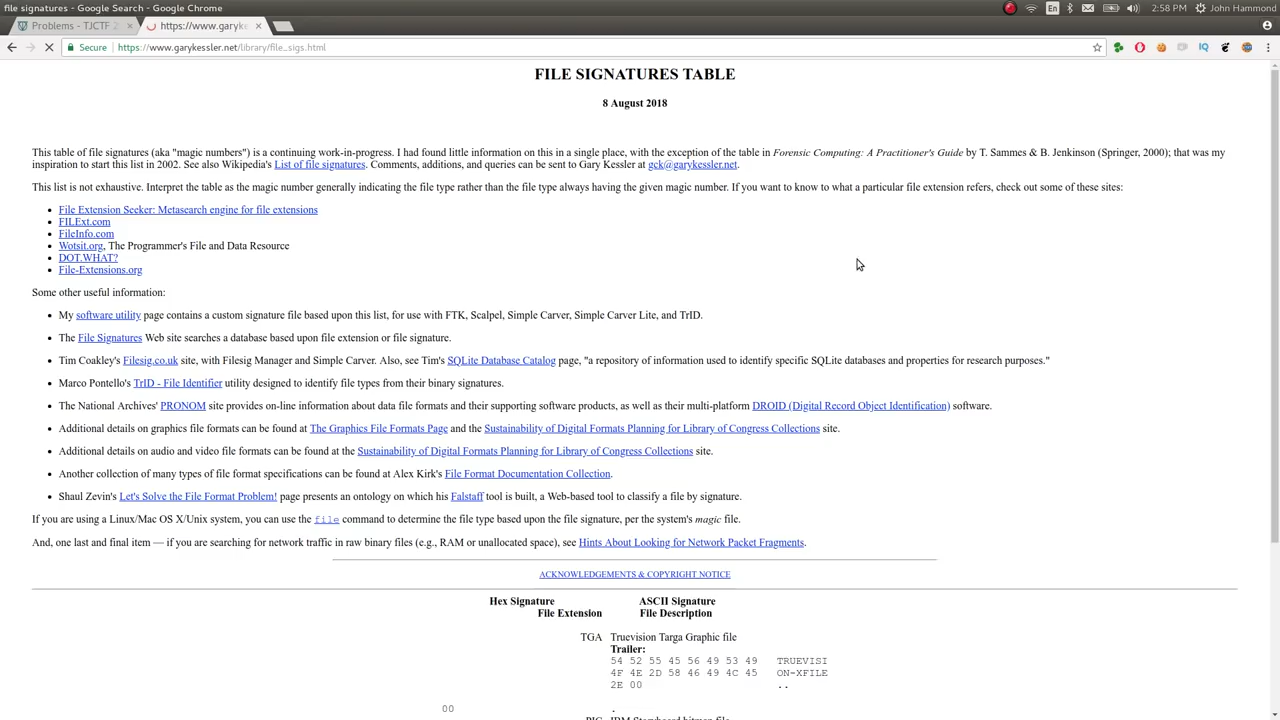 file signatures - Google Search - Google Chrome
En
2:58 PM
John Hammond
Problems - TJCTF 2
https://www.garyke
Secure
https://www.garykessler.net/library/file_sigs.html
IQ
FILE SIGNATURES TABLE
8 August 2018
This table of file signatures (aka "magic numbers") is a continuing work-in-progress. I had found little information on this in a single place, with the exception of the table in Forensic Computing: A Practitioner's Guide by T. Sammes & B. Jenkinson (Springer, 2000); that was my
inspiration to start this list in 2002. See also Wikipedia's List of file signatures. Comments, additions, and queries can be sent to Gary Kessler at gck@garykessler.net.
This list is not exhaustive. Interpret the table as the magic number generally indicating the file type rather than the file type always having the given magic number. If you want to know to what a particular file extension refers, check out some of these sites:
• File Extension Seeker: Metasearch engine for file extensions
• FILExt.com
• FileInfo.com
• Wotsit.org, The Programmer's File and Data Resource
• DOT.WHAT?
• File-Extensions.org
Some other useful information:
• My software utility page contains a custom signature file based upon this list, for use with FTK, Scalpel, Simple Carver, Simple Carver Lite, and TrID.
• The File Signatures Web site searches a database based upon file extension or file signature.
• Tim Coakley's Filesig.co.uk site, with Filesig Manager and Simple Carver. Also, see Tim's SQLite Database Catalog page, "a repository of information used to identify specific SQLite databases and properties for research purposes."
• Marco Pontello's TrID - File Identifier utility designed to identify file types from their binary signatures.
• The National Archives' PRONOM site provides on-line information about data file formats and their supporting software products, as well as their multi-platform DROID (Digital Record Object Identification) software.
• Additional details on graphics file formats can be found at The Graphics File Formats Page and the Sustainability of Digital Formats Planning for Library of Congress Collections site.
• Additional details on audio and video file formats can be found at the Sustainability of Digital Formats Planning for Library of Congress Collections site.
• Another collection of many types of file format specifications can be found at Alex Kirk's File Format Documentation Collection.
• Shaul Zevin's Let's Solve the File Format Problem! page presents an ontology on which his Falstaff tool is built, a Web-based tool to classify a file by signature.
If you are using a Linux/Mac OS X/Unix system, you can use the file command to determine the file type based upon the file signature, per the system's magic file.
And, one last and final item — if you are searching for network traffic in raw binary files (e.g., RAM or unallocated space), see Hints About Looking for Network Packet Fragments.
ACKNOWLEDGEMENTS & COPYRIGHT NOTICE
Hex Signature ASCII Signature
File Extension File Description
TGA Truevision Targa Graphic file
Trailer:
54 52 55 45 56 49 53 49 TRUEVISI
4F 4E 2D 58 46 49 4C 45 ON-XFILE
2E 00 ..
00 .
PIC IBM Storyboard bitmap file